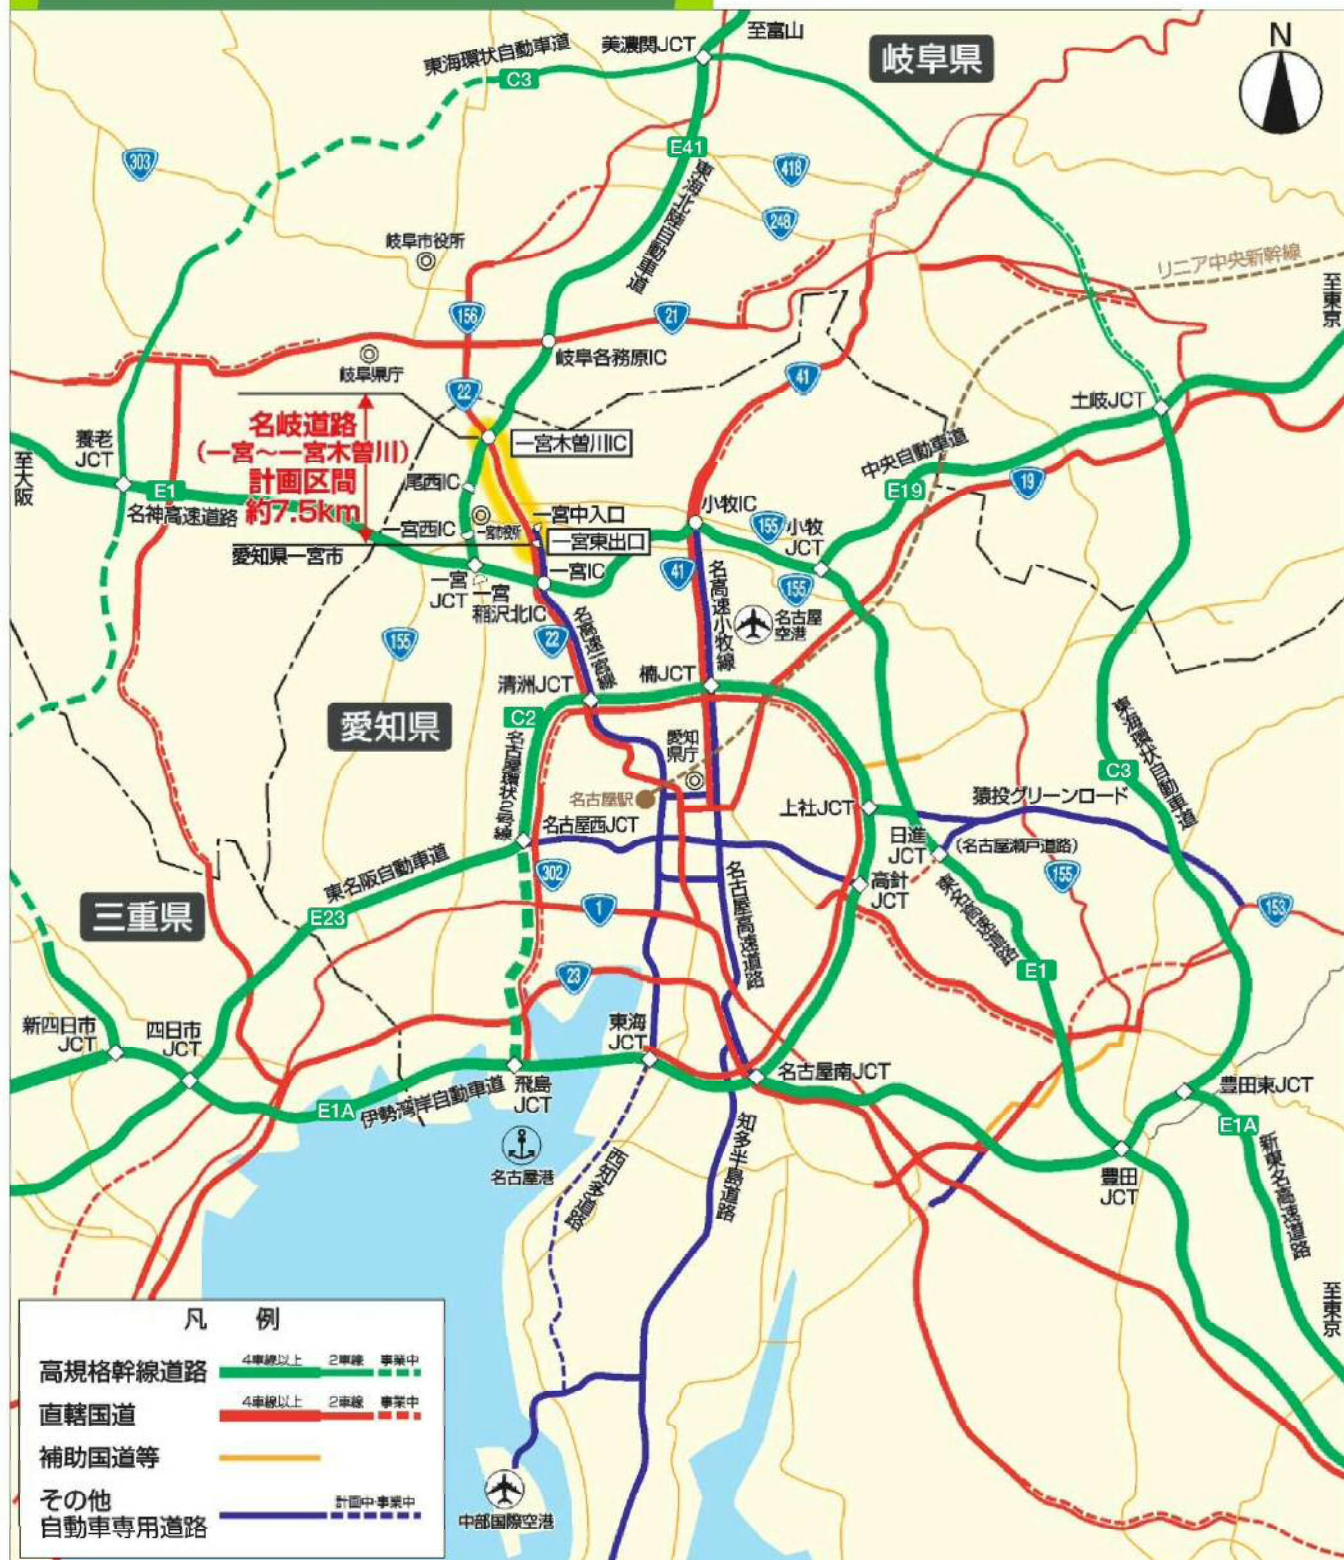 至富山
美濃関JCT
東海環状自動車道
C3
岐阜県
N
E41
303
418
東海北陸自動車道
248
岐阜市役所
リニア中央新幹線
至東京
156
21
岐阜各務原IC
岐阜県庁
22
41
土岐JCT
名岐道路
(一宮～一宮木曽川)
計画区間
約7.5km
一宮木曽川IC
養老
JCT
至大阪
中央自動車道
E1
名神高速道路
尾西IC
E19
19
小牧IC
一宮中入口
155
小牧
JCT
一宮西IC
一宮市役所
一宮東出口
愛知県一宮市
一宮IC
41
155
一宮
JCT
一宮
稲沢北IC
名高速小牧線
名古屋
空港
155
22
名高速一宮線
楠JCT
清洲JCT
C2
愛知県
愛知
県庁
東海環状自動車道
C3
名古屋環状2号線
名古屋駅
上社JCT
猿投グリーンロード
名古屋西JCT
日進
JCT
(名古屋瀬戸道路)
東名阪自動車道
302
高針
JCT
155
東名高速道路
名古屋高速道路
三重県
E23
1
153
E1
23
新四日市
JCT
四日市
JCT
東海
JCT
名古屋南JCT
飛島
JCT
豊田東JCT
E1A
伊勢湾岸自動車道
E1A
名古屋港
西知多道路
知多半島道路
豊田
JCT
新東名高速道路
至東京
凡 例
高規格幹線道路
4車線以上 2車線 事業中
直轄国道
4車線以上 2車線 事業中
補助国道等
その他
自動車専用道路
計画中・事業中
中部国際空港